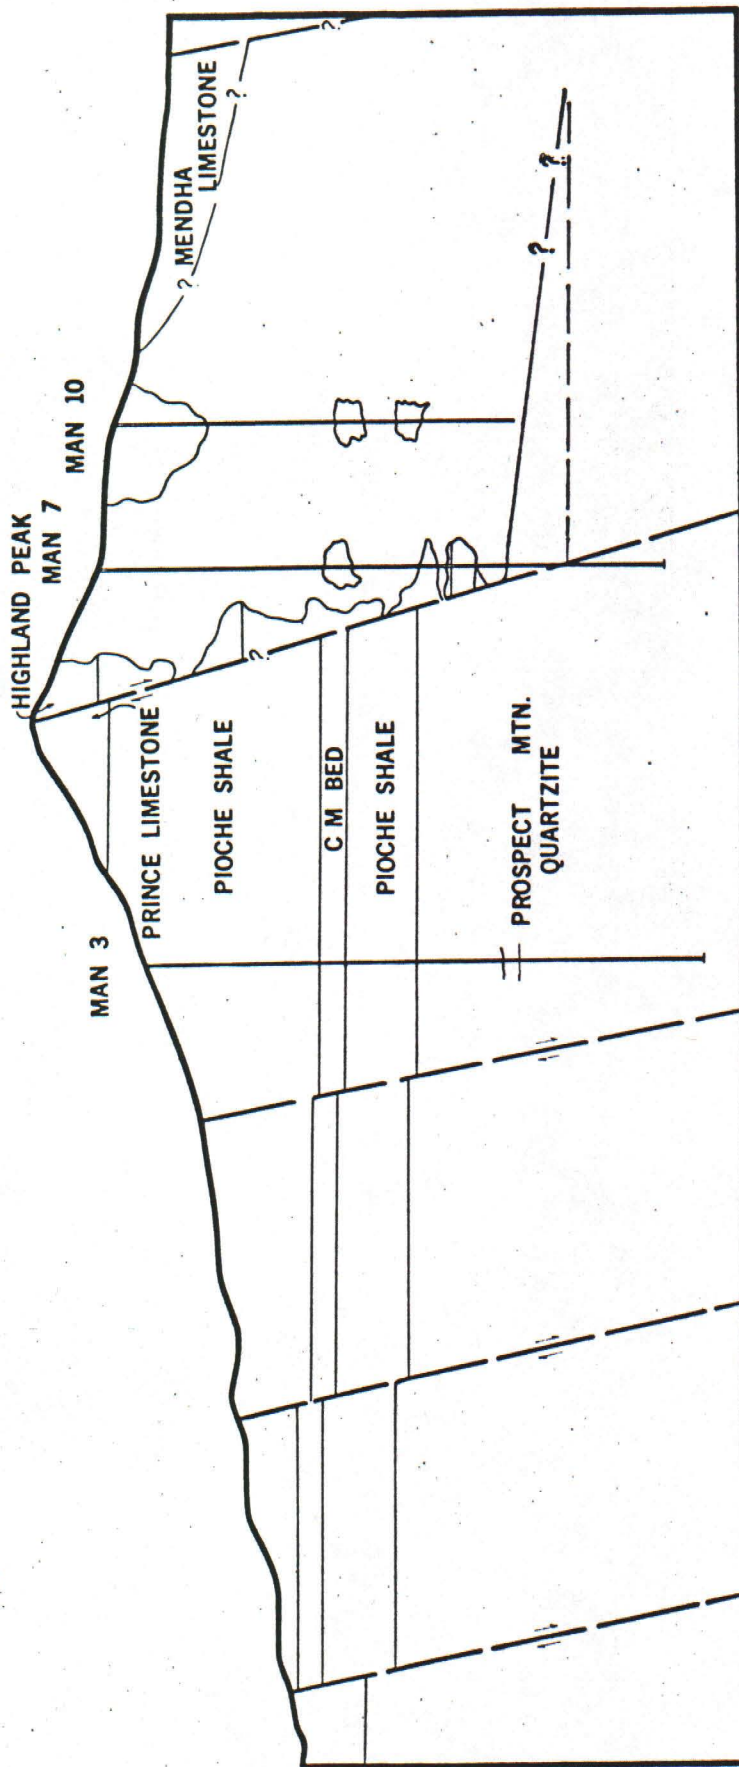 HIGHLAND PEAK
MAN 3
MAN 7
MAN 10
PRINCE LIMESTONE
PIOCHE SHALE
C M BED
PIOCHE SHALE
PROSPECT MTN.
QUARTZITE
? MENDHA
LIMESTONE
?
?
?
?
?
?